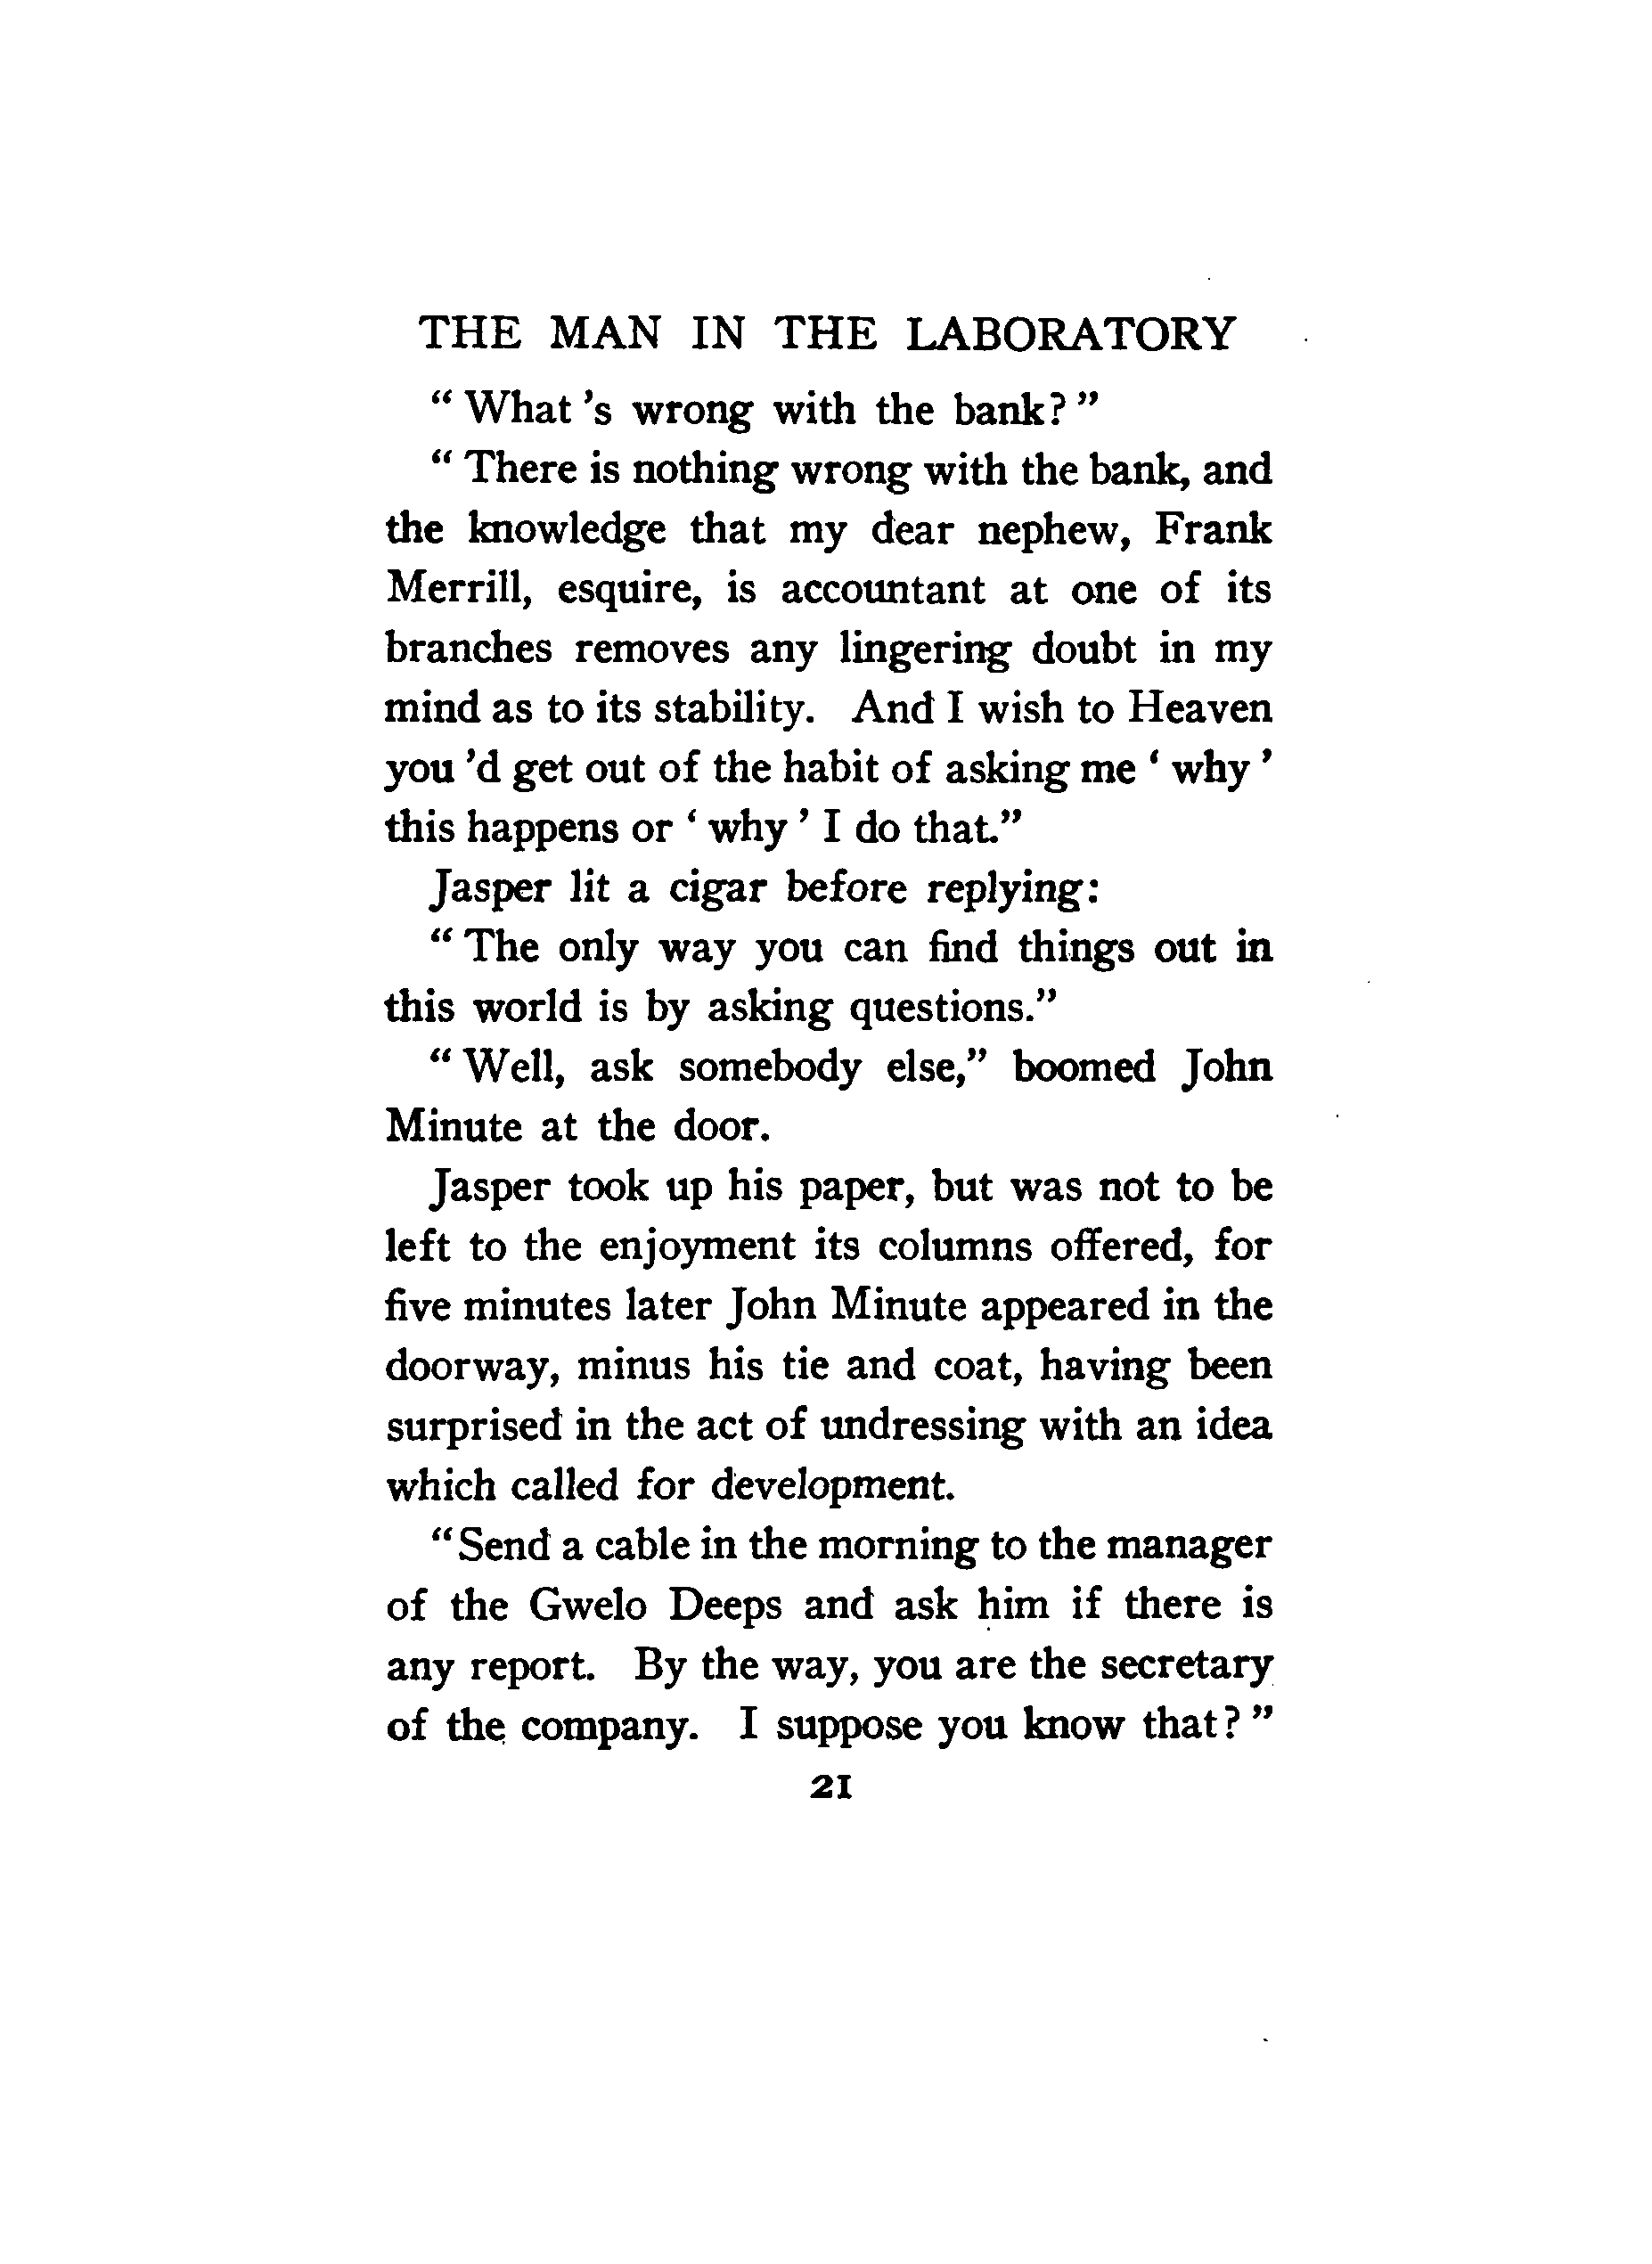 THE MAN IN THE LABORATORY
“ What ’s wrong with the bank? ”
“ There is nothing wrong with the bank, and
the knowledge that my dear nephew, Frank
Merrill, esquire, is accountant at one of its
branches removes any lingering doubt in my
mind as to its stability. And I wish to Heaven
you ’d get out of the habit of asking me ‘ why ’
this happens or ‘ why ’ I do that.”
Jasper lit a cigar before replying:
“ The only way you can find things out in
this world is by asking questions.”
“ Well, ask somebody else,” boomed John
Minute at the door.
Jasper took up his paper, but was not to be
left to the enjoyment its columns offered, for
five minutes later John Minute appeared in the
doorway, minus his tie and coat, having been
surprised in the act of undressing with an idea
which called for development.
“Send a cable in the morning to the manager
of the Gwelo Deeps and ask him if there is
any report. By the way, you are the secretary
of the company. I suppose you know that? ”
21